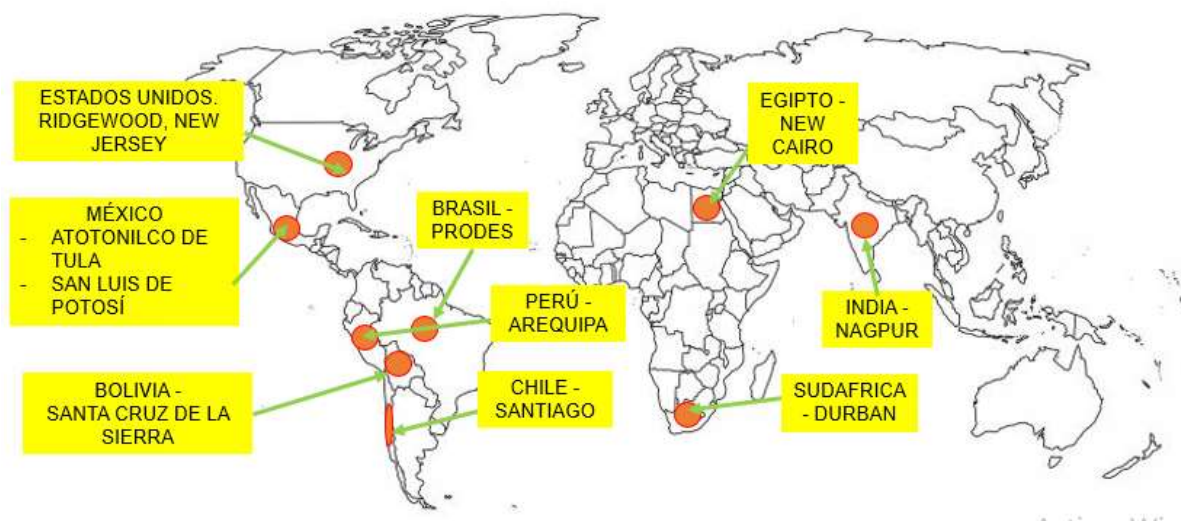 ESTADOS UNIDOS.
RIDGEWOOD, NEW
JERSEY
EGIPTO -
NEW
CAIRO
MÉXICO
- ATOTONILCO DE
TULA
- SAN LUIS DE
POTOSÍ
BRASIL -
PRODES
PERÚ -
AREQUIPA
INDIA -
NAGPUR
BOLIVIA -
SANTA CRUZ DE LA
SIERRA
CHILE -
SANTIAGO
SUDAFRICA
- DURBAN